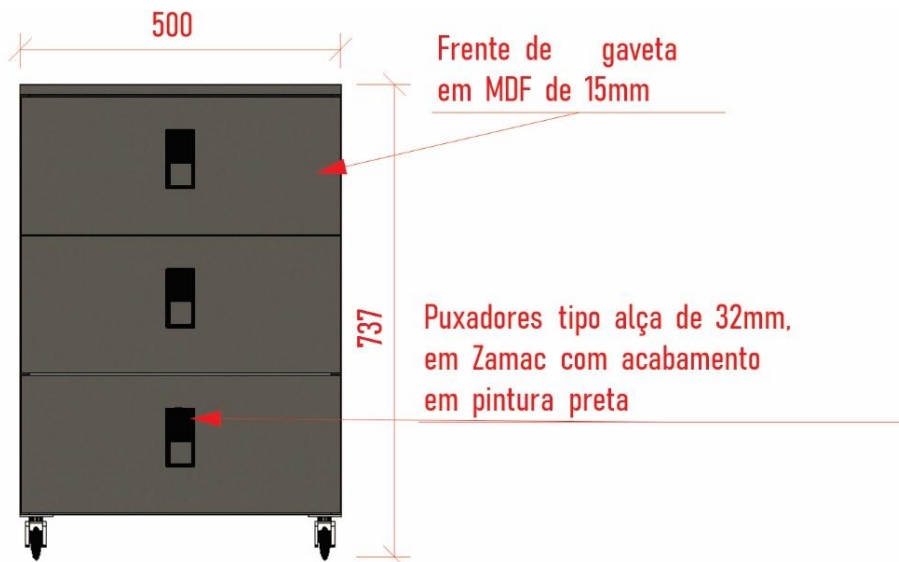 500
Frente de gaveta
em MDF de 15mm
737
Puxadores tipo alça de 32mm,
em Zamac com acabamento
em pintura preta